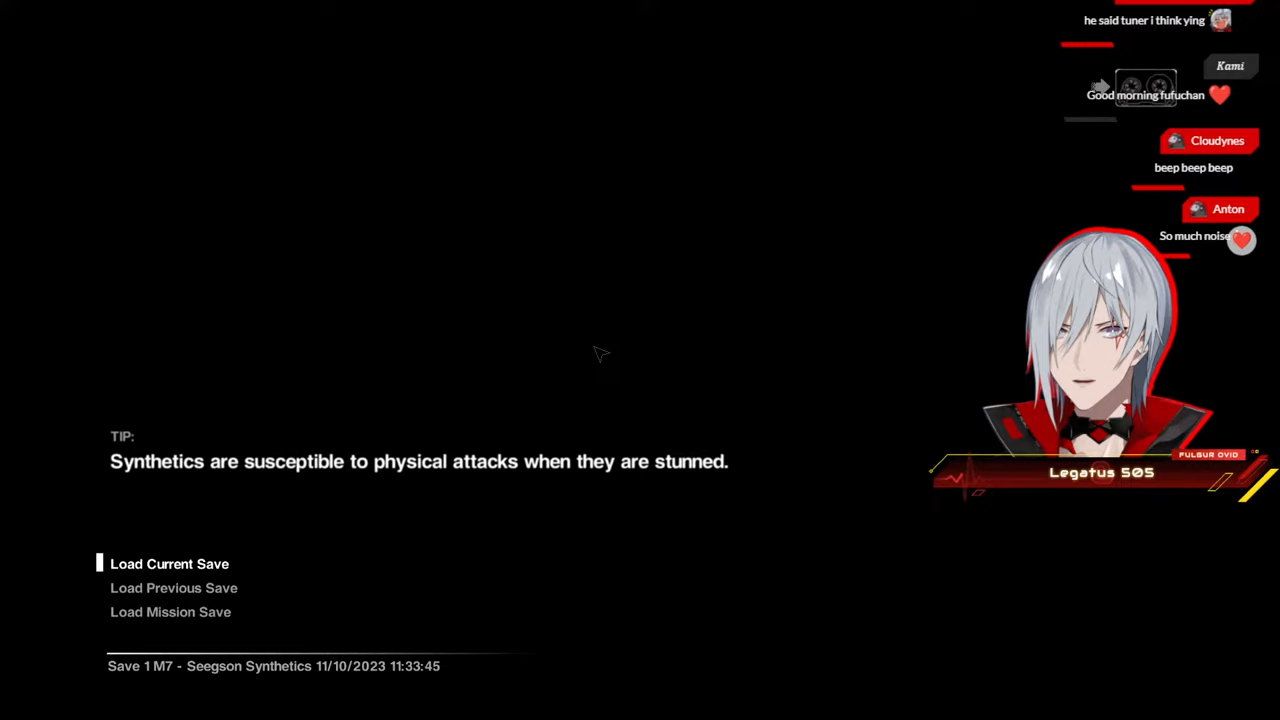 he said tuner i think ying
Kami
Good morning fufuchan
Cloudynes
beep beep beep
Anton
So much noise
FULGUR OVID
Legatus 505
TIP:
Synthetics are susceptible to physical attacks when they are stunned.
Load Current Save
Load Previous Save
Load Mission Save
Save 1 M7 - Seegson Synthetics 11/10/2023 11:33:45